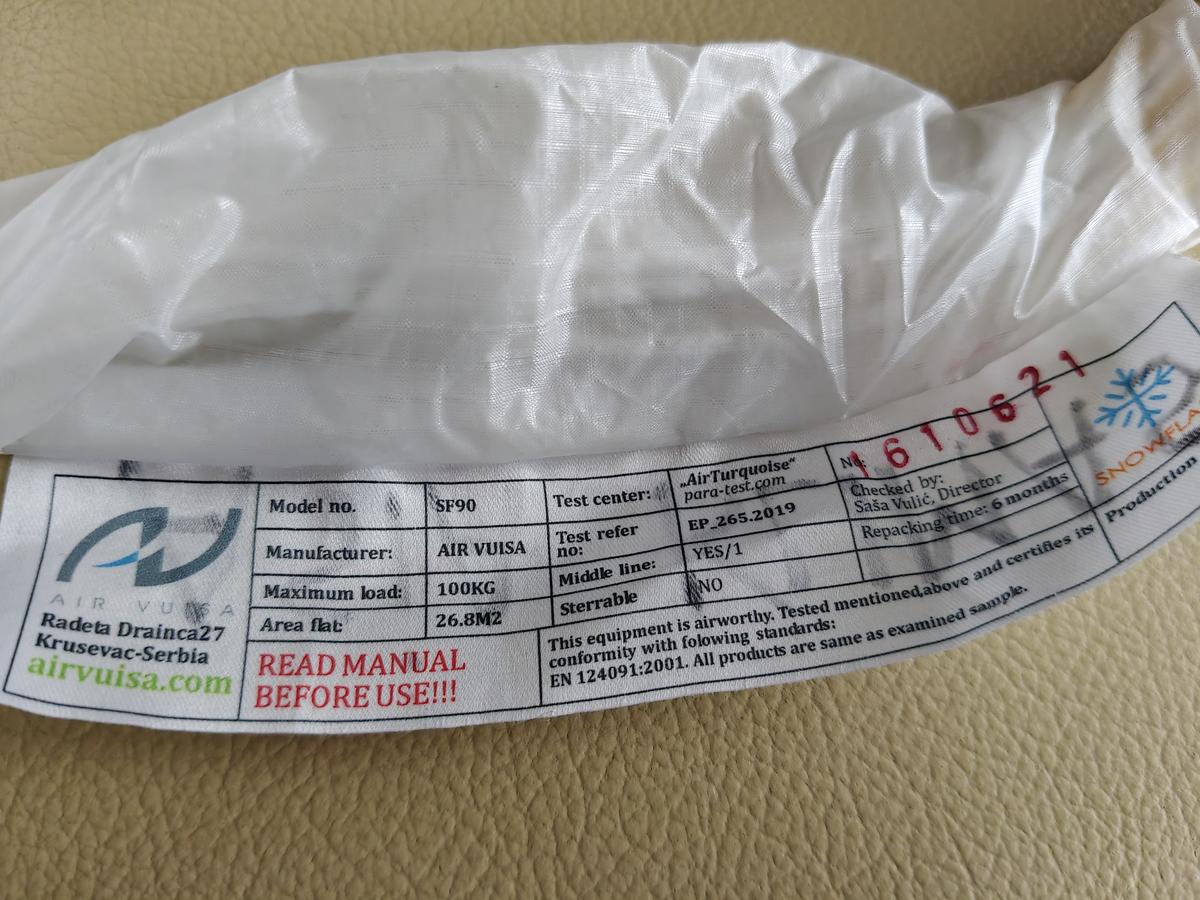 AIR VUISA
Radeta Drainca27
Krusevac-Serbia
airvuisa.com
Model no. SF90
Manufacturer: AIR VUISA
Maximum load: 100KG
Area flat: 26.8M2
READ MANUAL
BEFORE USE!!!
Test center: „AirTurquoise“
para-test.com
Test refer
no: EP_265.2019
Middle line: YES/1
Sterrable NO
This equipment is airworthy. Tested mentioned,above and certifies its
conformity with folowing standards:
EN 124091:2001. All products are same as examined sample.
No: 1610621
Checked by:
Saša Vulić, Director
Repacking time: 6 months
Production